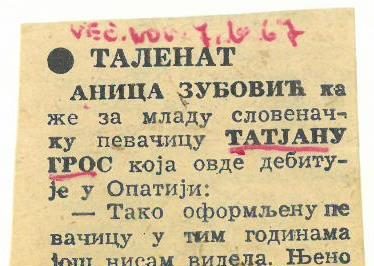 več. nov. 7.6.67
● ТАЛЕНАТ
АНИЦА ЗУБОВИЋ ка
же за младу словенач-
ку певачицу ТАТЈАНУ
ГРОС која овде дебиту-
је у Опатији:
— Тако оформљену пе
вачицу у тим годинама
још нисам видела. Њено